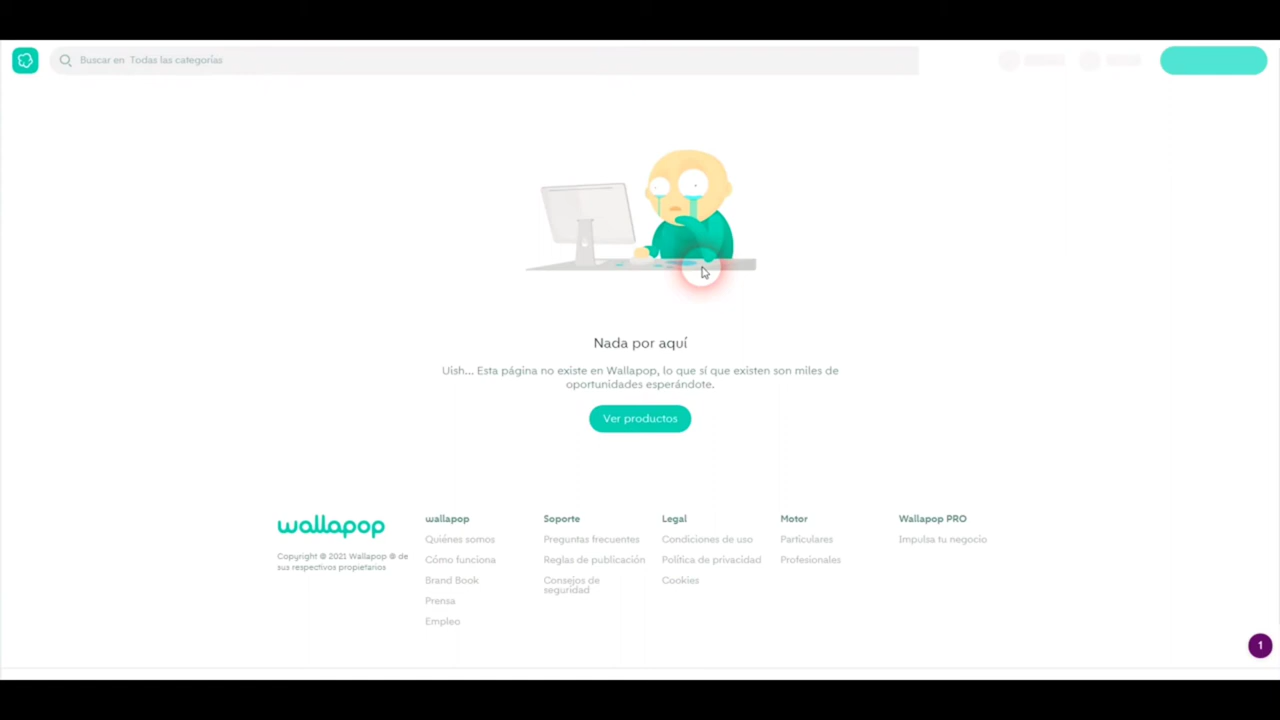 Buscar en Todas las categorías
Nada por aquí
Uish... Esta página no existe en Wallapop, lo que sí que existen son miles de
oportunidades esperándote.
Ver productos
wallapop
Copyright © 2021 Wallapop © de
sus respectivos propietarios
wallapop
Quiénes somos
Cómo funciona
Brand Book
Prensa
Empleo
Soporte
Preguntas frecuentes
Reglas de publicación
Consejos de
seguridad
Legal
Condiciones de uso
Política de privacidad
Cookies
Motor
Particulares
Profesionales
Wallapop PRO
Impulsa tu negocio
1